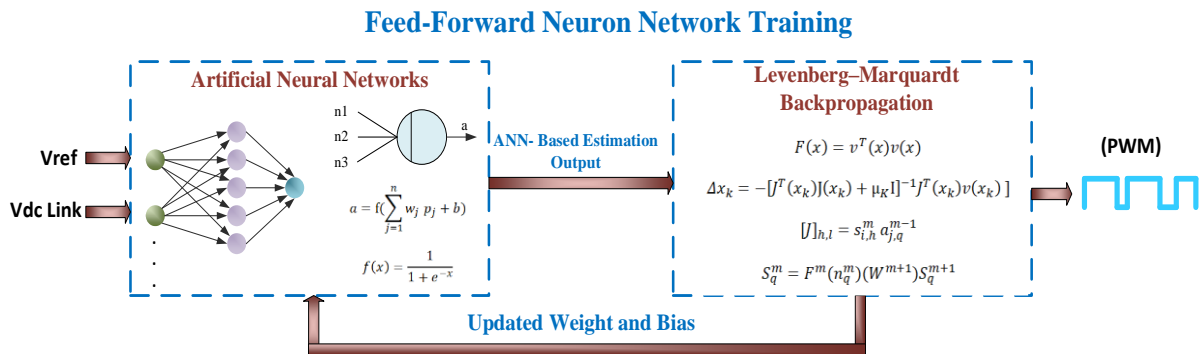 Feed-Forward Neuron Network Training
Artificial Neural Networks
n1
n2
n3
a
a = f(∑_{j=1}^{n} w_j p_j + b)
f(x) = 1 / (1 + e^{-x})
Vref
Vdc Link
ANN- Based Estimation
Output
Levenberg–Marquardt
Backpropagation
F(x) = v^T(x)v(x)
Δx_k = −[J^T(x_k)J(x_k) + μ_K I]^{-1} J^T(x_k)v(x_k) ]
[J]_{h,l} = s^m_{i,h} a^{m-1}_{j,q}
S^m_q = F^m(n^m_q)(W^{m+1})S^{m+1}_q
(PWM)
Updated Weight and Bias